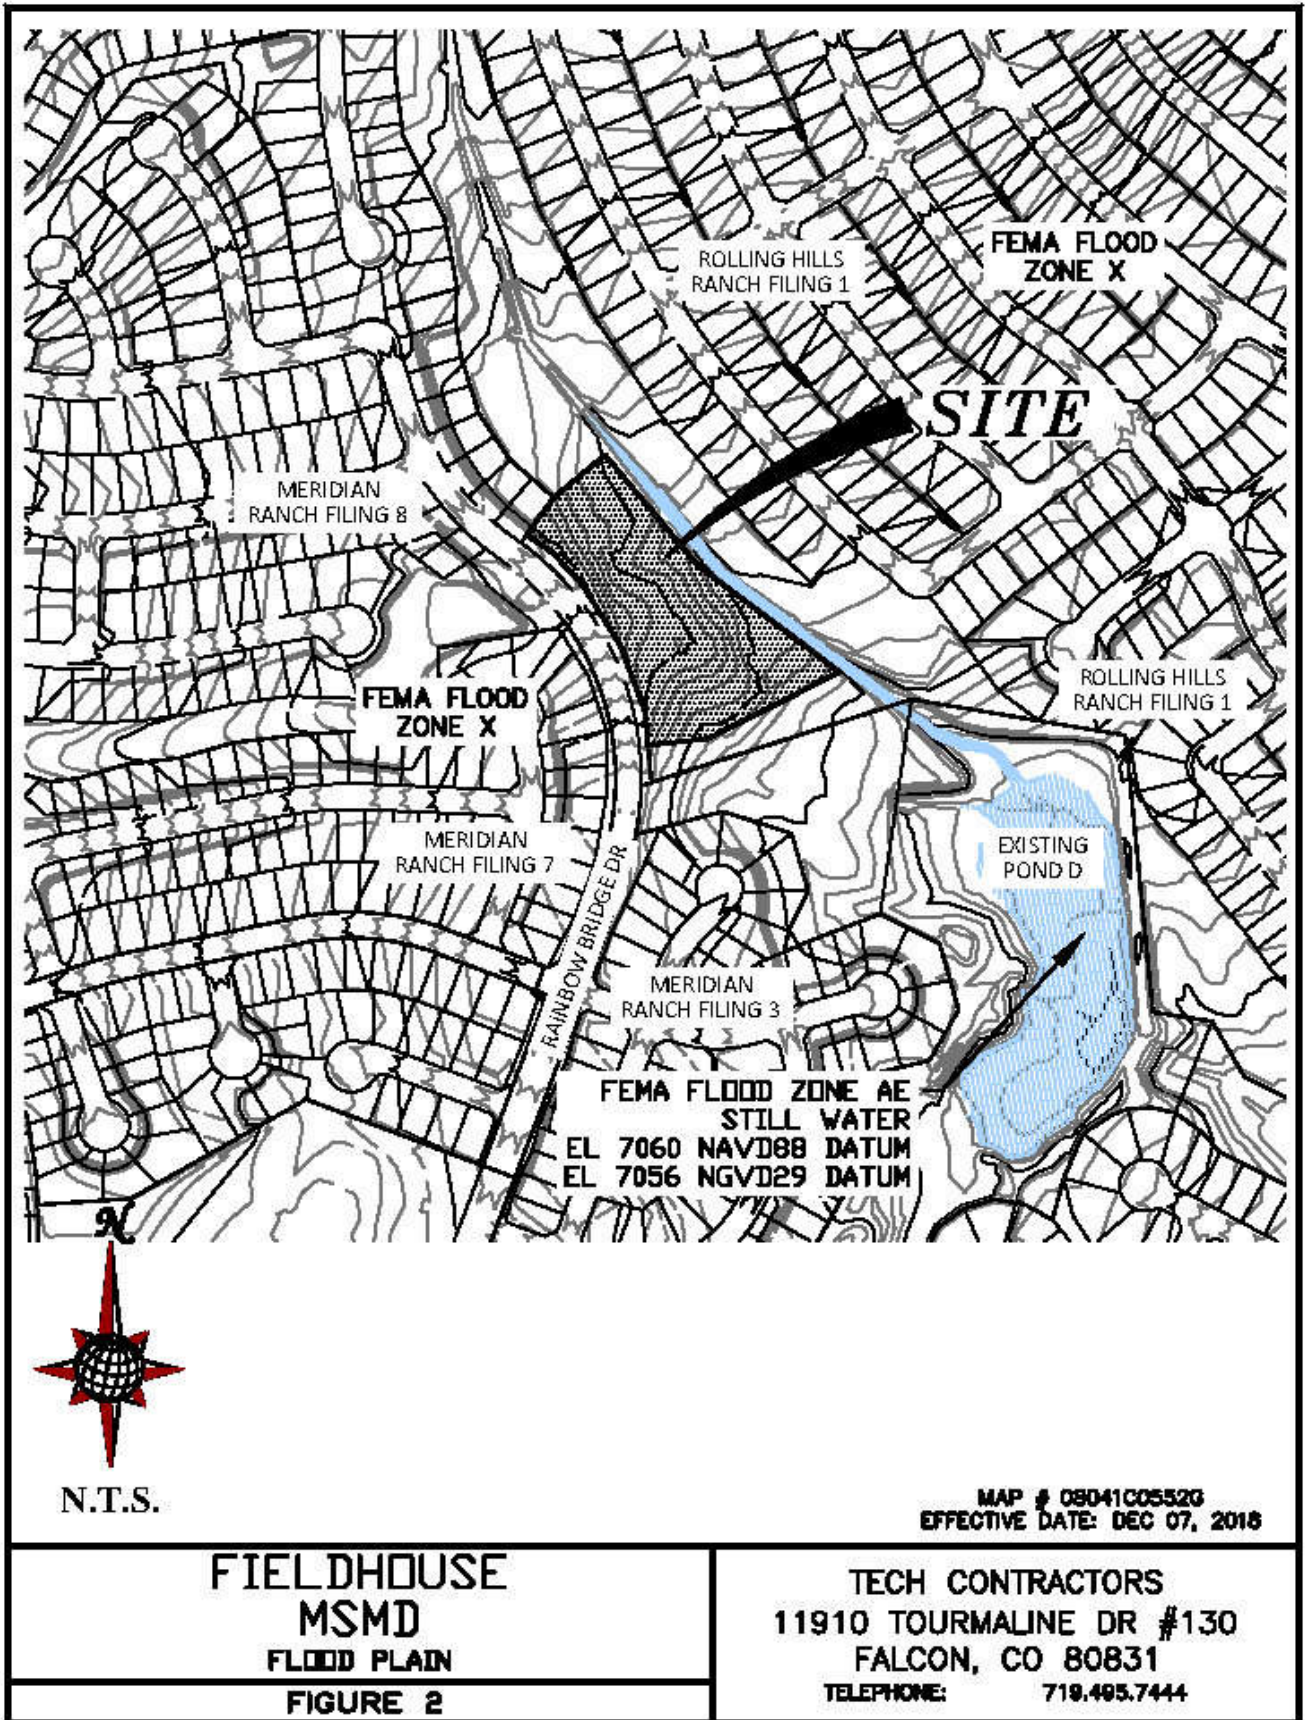 ROLLING HILLS
RANCH FILING 1
FEMA FLOOD
ZONE X
SITE
MERIDIAN
RANCH FILING 8
ROLLING HILLS
RANCH FILING 1
FEMA FLOOD
ZONE X
MERIDIAN
RANCH FILING 7
EXISTING
POND D
RAINBOW BRIDGE DR
MERIDIAN
RANCH FILING 3
FEMA FLOOD ZONE AE
STILL WATER
EL 7060 NAVD88 DATUM
EL 7056 NGVD29 DATUM
N
N.T.S.
MAP # 08041C0552G
EFFECTIVE DATE: DEC 07, 2018
FIELDHOUSE
MSMD
FLOOD PLAIN
FIGURE 2
TECH CONTRACTORS
11910 TOURMALINE DR #130
FALCON, CO 80831
TELEPHONE: 719.495.7444